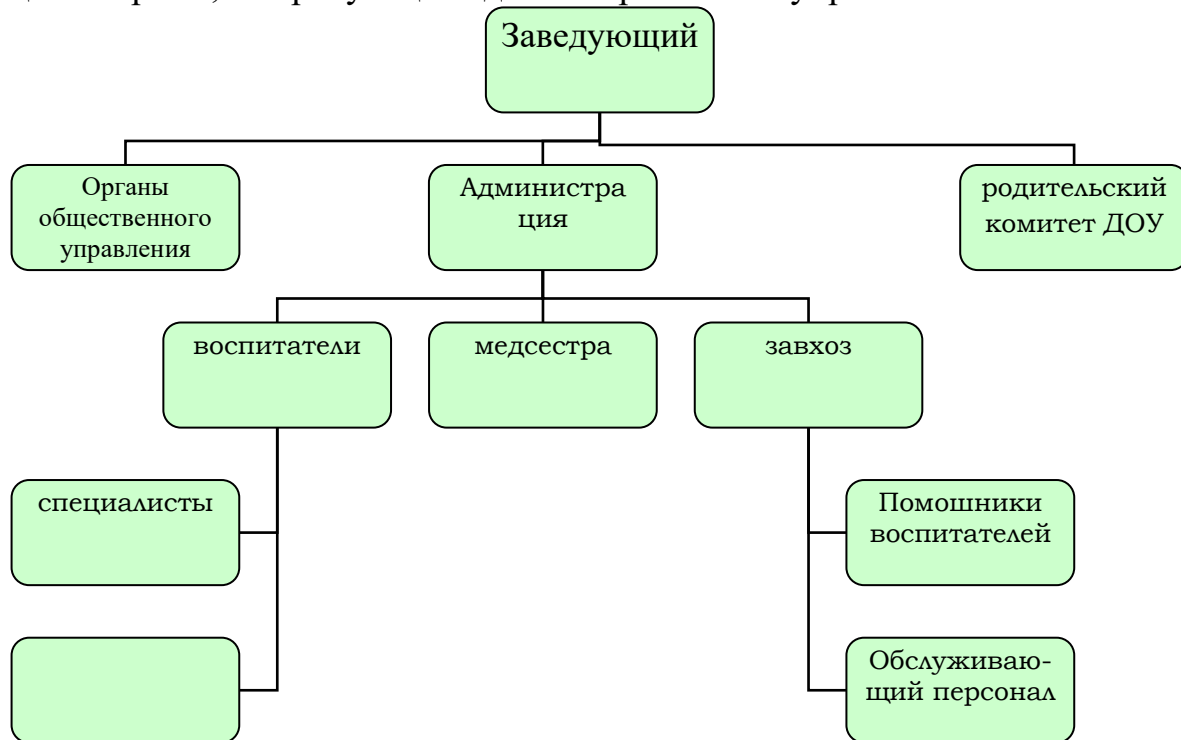 Заведующий
Органы
общественного
управления
Администра
ция
родительский
комитет ДОУ
воспитатели
медсестра
завхоз
специалисты
Помошники
воспитателей
Обслуживаю-
щий персонал